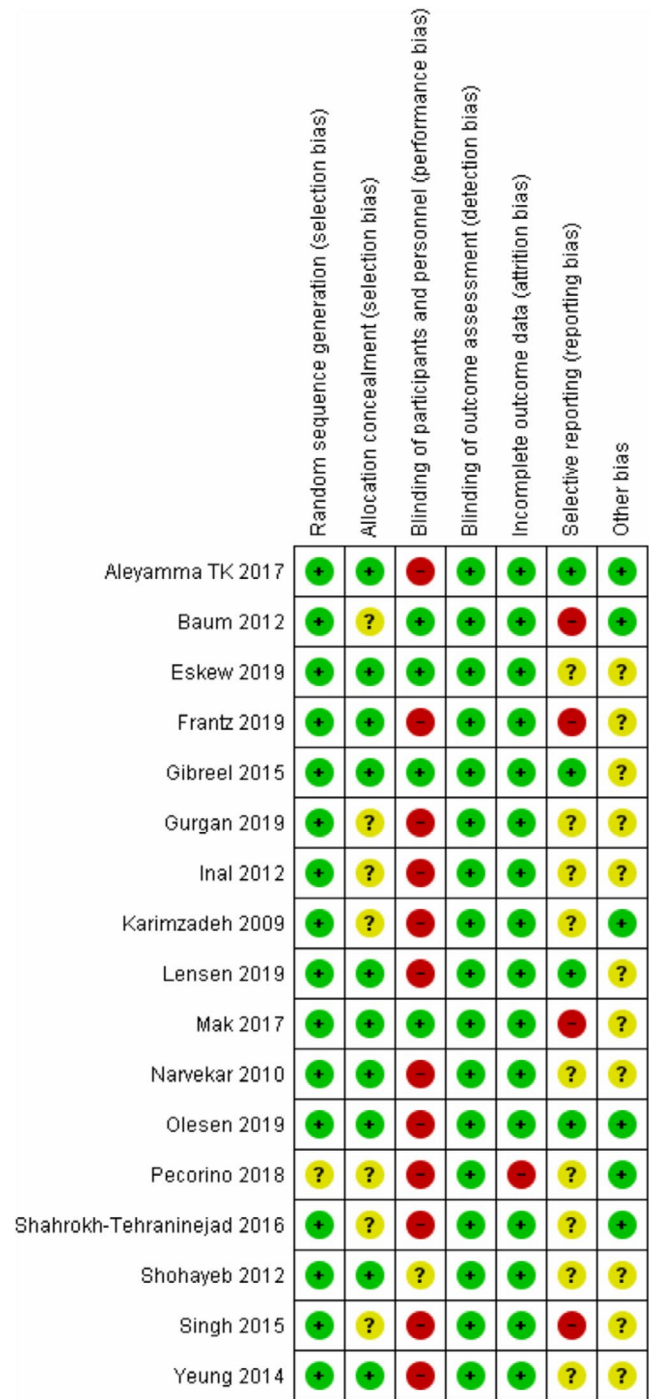 Random sequence generation (selection bias)
Allocation concealment (selection bias)
Blinding of participants and personnel (performance bias)
Blinding of outcome assessment (detection bias)
Incomplete outcome data (attrition bias)
Selective reporting (reporting bias)
Other bias
Aleyamma TK 2017 + + - + + + +
Baum 2012 + ? + + + - +
Eskew 2019 + + + + + ? ?
Frantz 2019 + + - + + - ?
Gibreel 2015 + + + + + + ?
Gurgan 2019 + ? - + + ? ?
Inal 2012 + ? - + + ? ?
Karimzadeh 2009 + ? - + + ? +
Lensen 2019 + + - + + + ?
Mak 2017 + + + + + - ?
Narvekar 2010 + + - + + ? ?
Olesen 2019 + + - + + + +
Pecorino 2018 ? ? - + - ? +
Shahrokh-Tehraninejad 2016 + ? - + + ? +
Shohayeb 2012 + + ? + + ? ?
Singh 2015 + ? - + + - ?
Yeung 2014 + + - + + ? ?